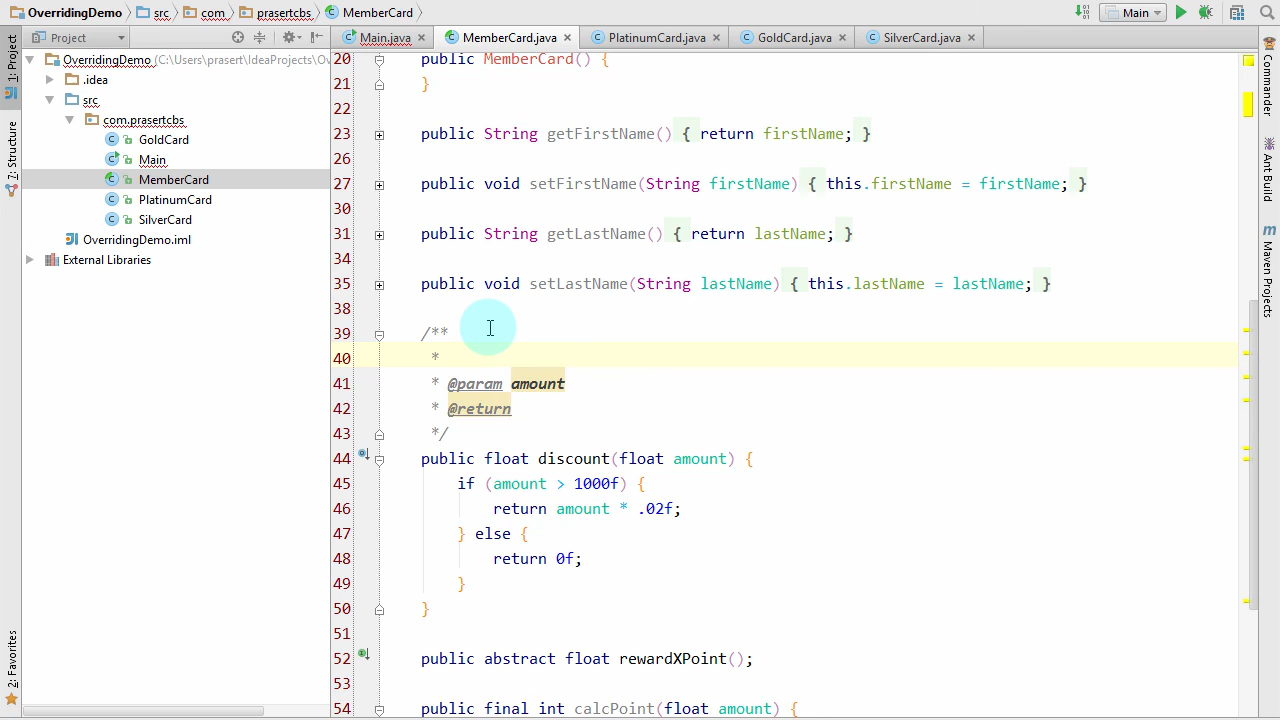 OverridingDemo src com prasertcbs MemberCard Main
Project
Main.java MemberCard.java PlatinumCard.java GoldCard.java SilverCard.java
1: Project
7: Structure
2: Favorites
OverridingDemo (C:\Users\prasert\IdeaProjects\Ov
.idea
src
com.prasertcbs
GoldCard
Main
MemberCard
PlatinumCard
SilverCard
OverridingDemo.iml
External Libraries
20 public MemberCard() {
21 }
22
23 public String getFirstName() { return firstName; }
26
27 public void setFirstName(String firstName) { this.firstName = firstName; }
30
31 public String getLastName() { return lastName; }
34
35 public void setLastName(String lastName) { this.lastName = lastName; }
38
39 /**
40 *
41 * @param amount
42 * @return
43 */
44 public float discount(float amount) {
45 if (amount > 1000f) {
46 return amount * .02f;
47 } else {
48 return 0f;
49 }
50 }
51
52 public abstract float rewardXPoint();
53
54 public final int calcPoint(float amount) {
Commander
Ant Build
m Maven Projects